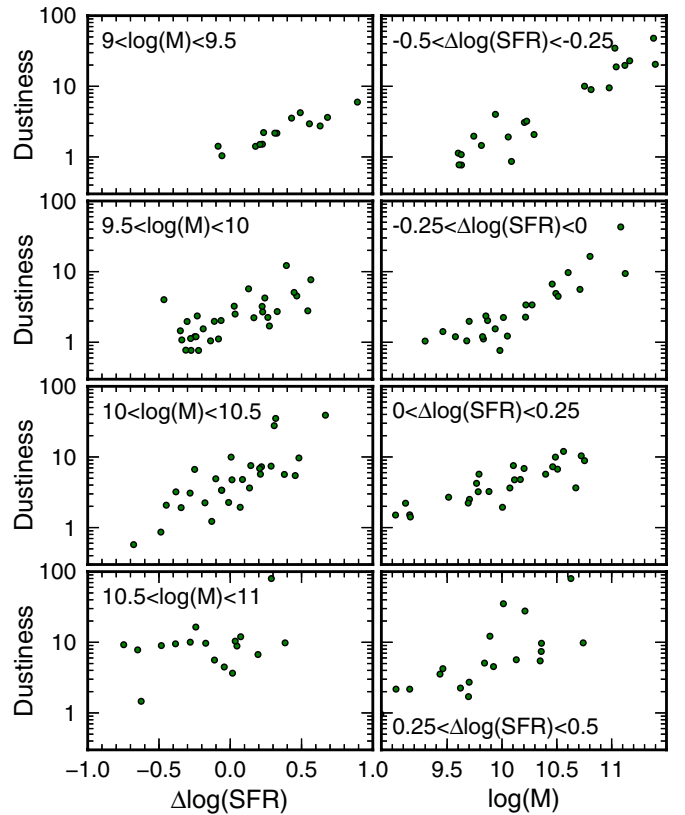 100
10
1
Dustiness
9<log(M)<9.5
-0.5<Δlog(SFR)<-0.25
100
10
1
Dustiness
9.5<log(M)<10
-0.25<Δlog(SFR)<0
100
10
1
Dustiness
10<log(M)<10.5
0<Δlog(SFR)<0.25
100
10
1
Dustiness
10.5<log(M)<11
0.25<Δlog(SFR)<0.5
−1.0 −0.5 0.0 0.5 1.0 9.5 10 10.5 11
Δlog(SFR) log(M)